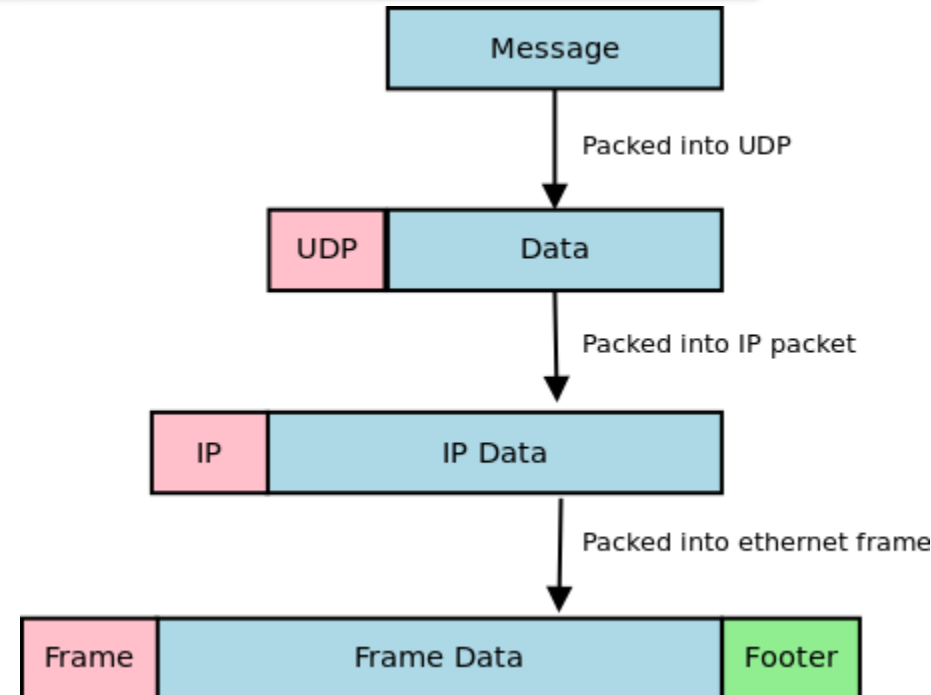 Message
Packed into UDP
UDP
Data
Packed into IP packet
IP
IP Data
Packed into ethernet frame
Frame
Frame Data
Footer